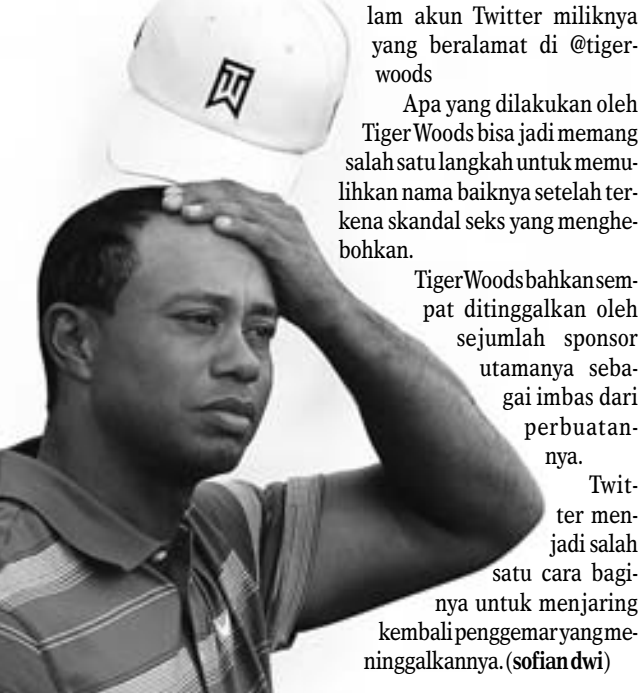 TW
lam akun Twitter miliknya
yang beralamat di @tiger-
woods
Apa yang dilakukan oleh
Tiger Woods bisa jadi memang
salah satu langkah untuk memu-
lihkan nama baiknya setelah ter-
kena skandal seks yang menghe-
bohkan.
Tiger Woods bahkan sem-
pat ditinggalkan oleh
sejumlah sponsor
utamanya seba-
gai imbas dari
perbuatan-
nya.
Twit-
ter men-
jadi salah
satu cara bagi-
nya untuk menjaring
kembali penggemar yang me-
ninggalkannya. (sofian dwi)